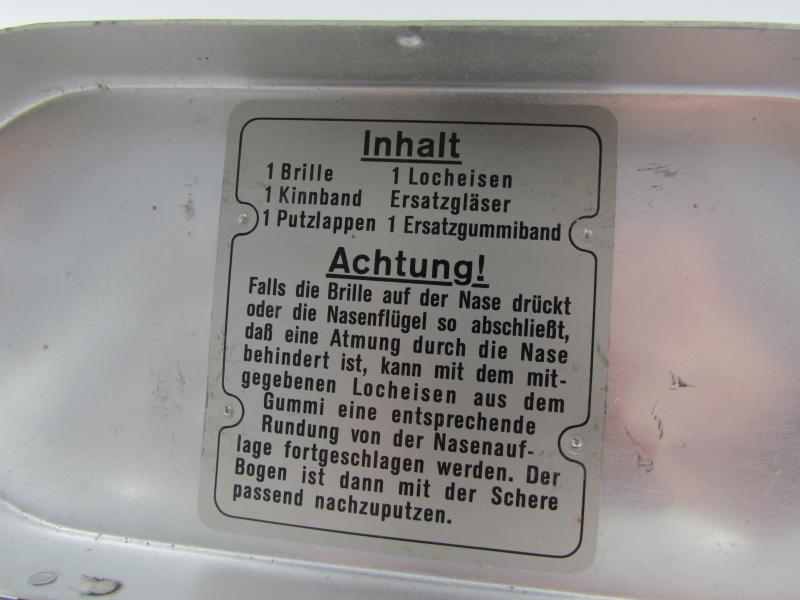 Inhalt
1 Brille 1 Locheisen
1 Kinnband Ersatzgläser
1 Putzlappen 1 Ersatzgummiband
Achtung!
Falls die Brille auf der Nase drückt
oder die Nasenflügel so abschließt,
daß eine Atmung durch die Nase
behindert ist, kann mit dem mit-
gegebenen Locheisen aus dem
Gummi eine entsprechende
Rundung von der Nasenauf-
lage fortgeschlagen werden. Der
Bogen ist dann mit der Schere
passend nachzuputzen.